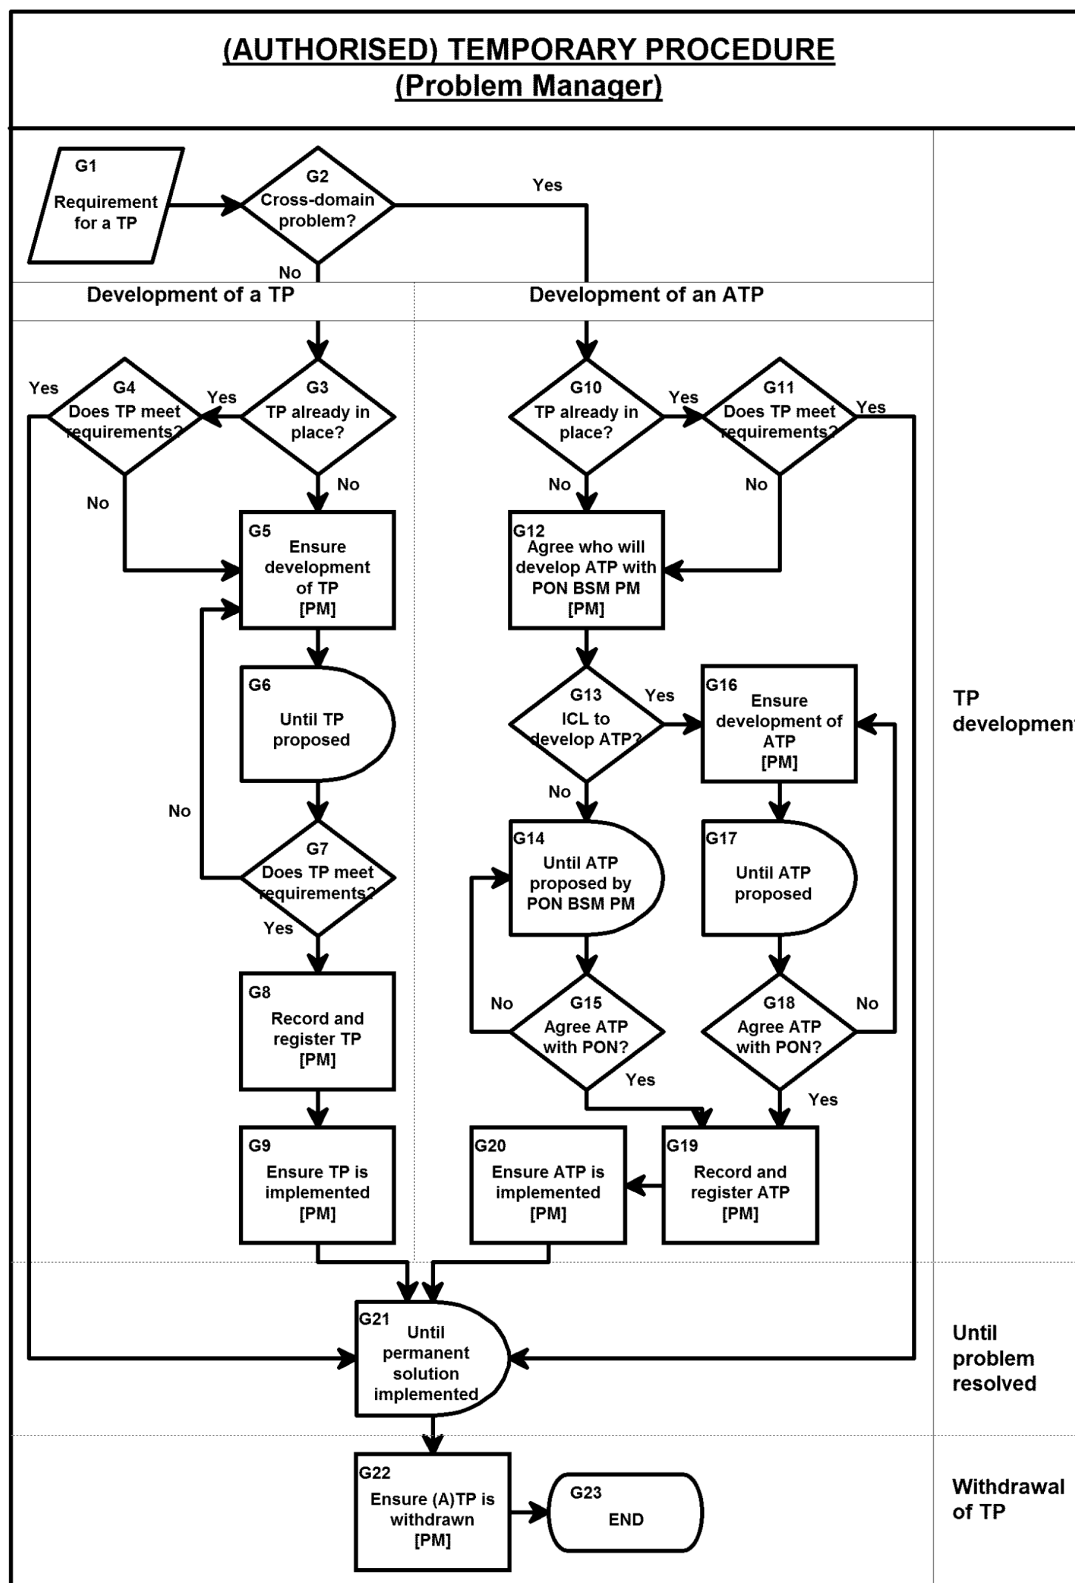 (AUTHORISED) TEMPORARY PROCEDURE
(Problem Manager)
G1
Requirement
for a TP
G2
Cross-domain
problem?
Yes
No
Development of a TP
Development of an ATP
Yes
G4
Does TP meet
requirements?
Yes
G3
TP already in
place?
G10
TP already in
place?
Yes
G11
Does TP meet
requirements?
Yes
No
No
No
No
G5
Ensure
development
of TP
[PM]
G12
Agree who will
develop ATP with
PON BSM PM
[PM]
G6
Until TP
proposed
G13
ICL to
develop ATP?
Yes
G16
Ensure
development of
ATP
[PM]
TP
development
No
No
G7
Does TP meet
requirements?
Yes
G14
Until ATP
proposed by
PON BSM PM
G17
Until ATP
proposed
G8
Record and
register TP
[PM]
No
G15
Agree ATP
with PON?
Yes
G18
Agree ATP
with PON?
No
Yes
G9
Ensure TP is
implemented
[PM]
G20
Ensure ATP is
implemented
[PM]
G19
Record and
register ATP
[PM]
G21
Until
permanent
solution
implemented
Until
problem
resolved
G22
Ensure (A)TP is
withdrawn
[PM]
G23
END
Withdrawal
of TP